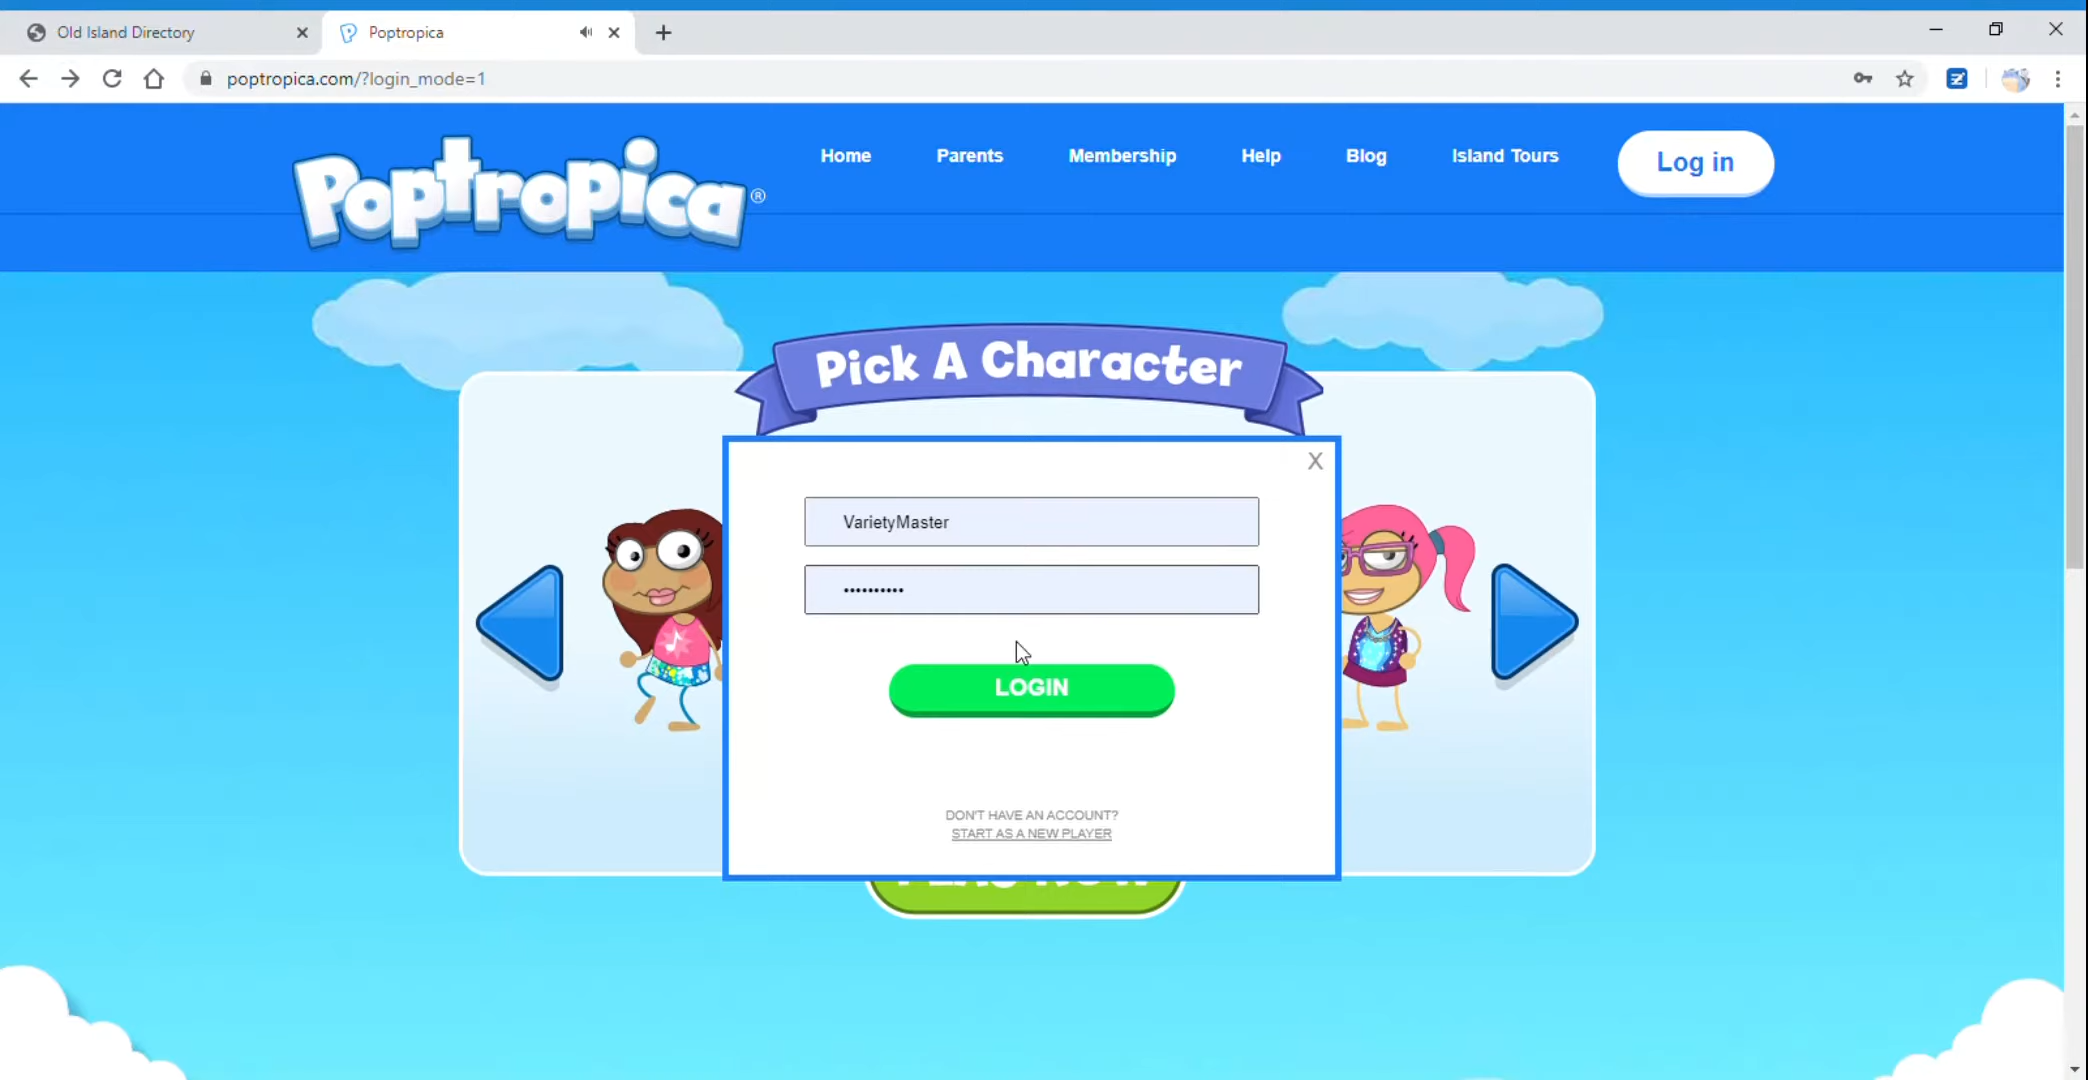 Old Island Directory
Poptropica
poptropica.com/?login_mode=1
Poptropica®
Home
Parents
Membership
Help
Blog
Island Tours
Log in
Pick A Character
X
VarietyMaster
••••••••••
LOGIN
DON'T HAVE AN ACCOUNT?
START AS A NEW PLAYER